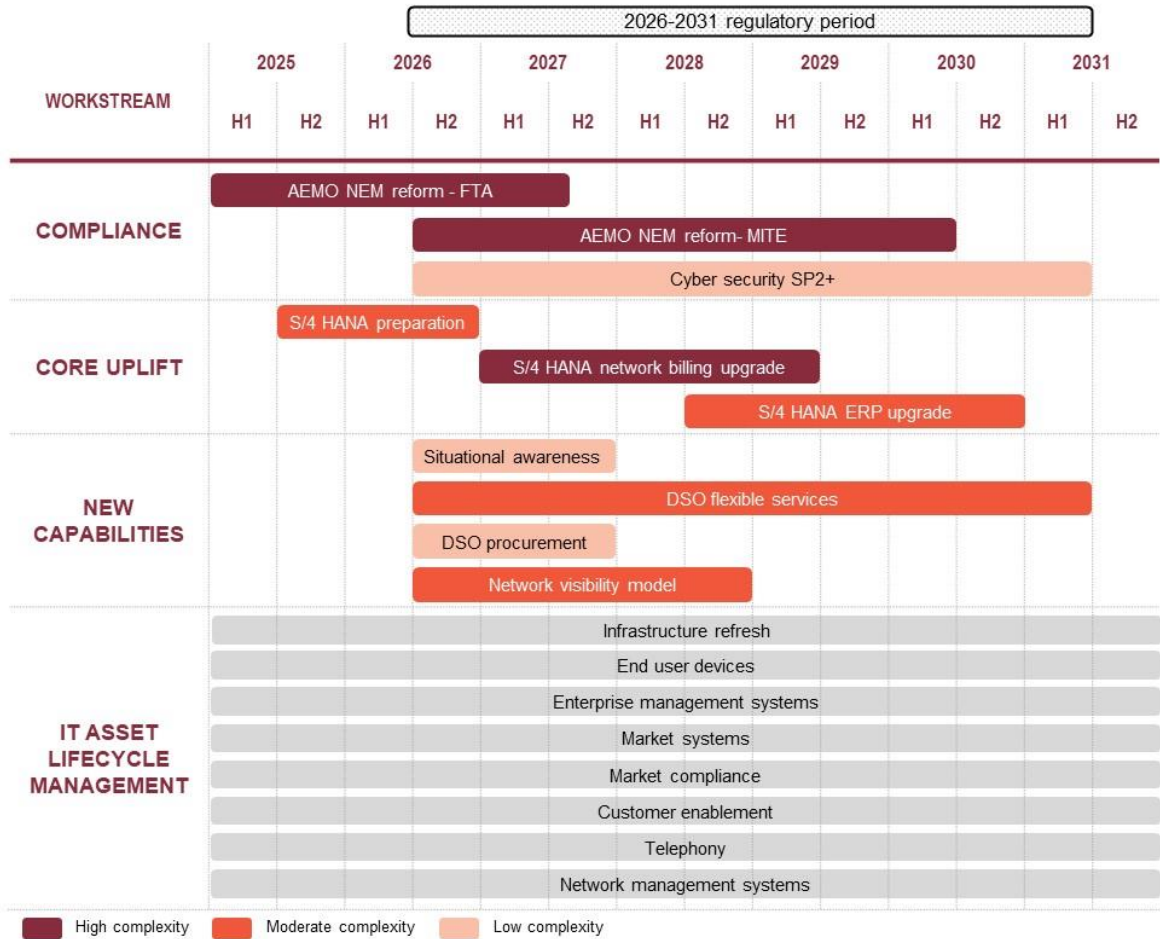 2026-2031 regulatory period
WORKSTREAM
2025 2026 2027 2028 2029 2030 2031
H1 H2 H1 H2 H1 H2 H1 H2 H1 H2 H1 H2 H1 H2
COMPLIANCE
AEMO NEM reform - FTA
AEMO NEM reform- MITE
Cyber security SP2+
CORE UPLIFT
S/4 HANA preparation
S/4 HANA network billing upgrade
S/4 HANA ERP upgrade
NEW
CAPABILITIES
Situational awareness
DSO flexible services
DSO procurement
Network visibility model
IT ASSET
LIFECYCLE
MANAGEMENT
Infrastructure refresh
End user devices
Enterprise management systems
Market systems
Market compliance
Customer enablement
Telephony
Network management systems
High complexity Moderate complexity Low complexity